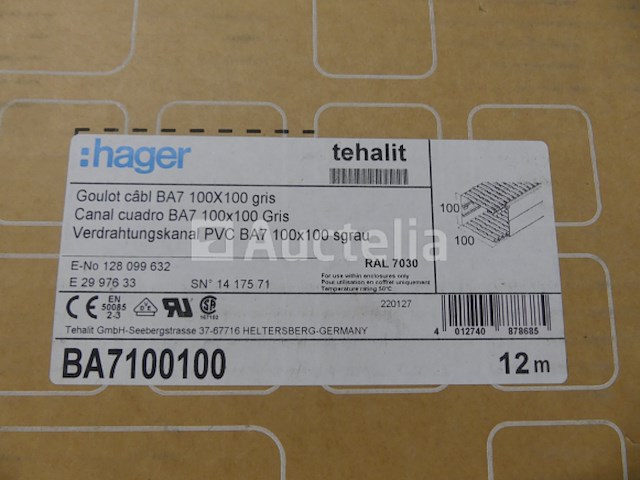 :hager
tehalit
Goulot câbl BA7 100X100 gris
Canal cuadro BA7 100x100 Gris
Verdrahtungskanal PVC BA7 100x100 sgrau
100
100
Auctelia
E-No 128 099 632
RAL 7030
E 29 976 33
SN° 14 175 71
For use within enclosures only
Pour utilisation en coffret uniquement
Temperature rating 50°C
CE EN 50085 2-3
220127
Tehalit GmbH-Seebergstrasse 37-67716 HELTERSBERG-GERMANY
4 012740 878685
BA7100100
12 m